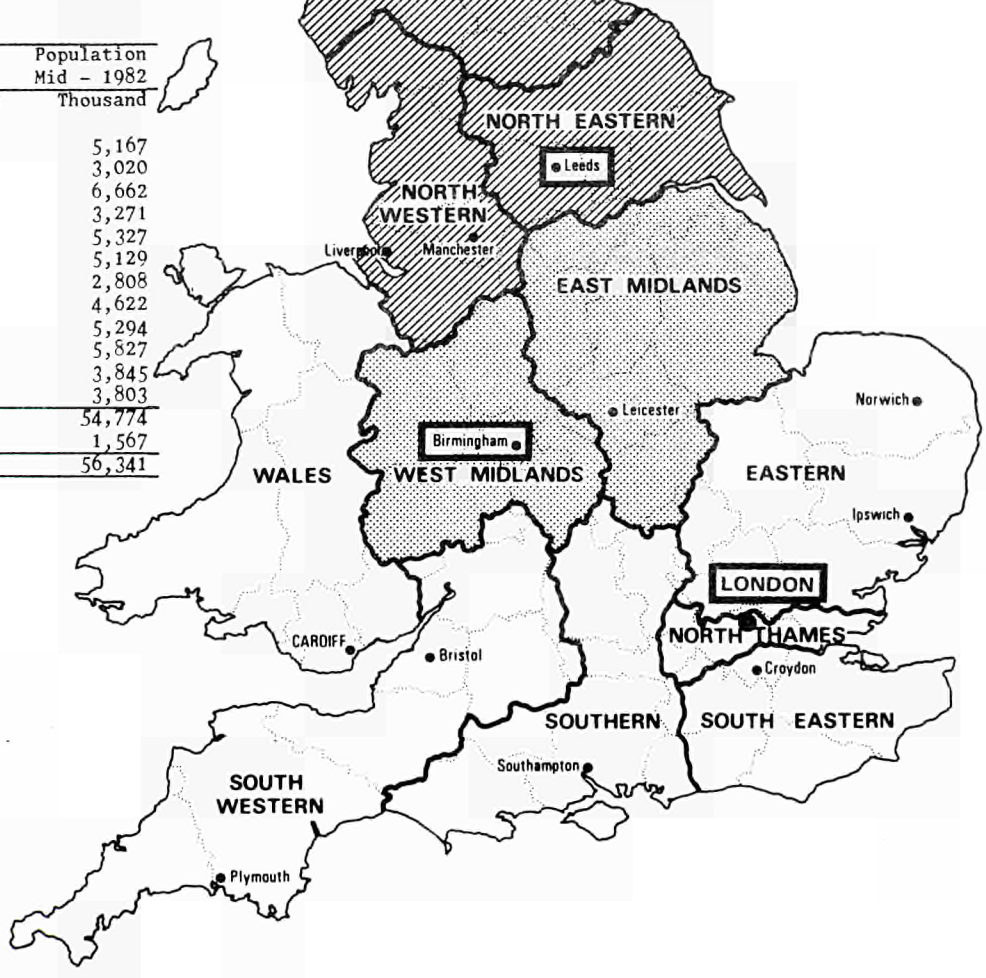 Population
Mid - 1982
Thousand
5,167
3,020
6,662
3,271
5,327
5,129
2,808
4,622
5,294
5,827
3,845
3,803
54,774
1,567
56,341
NORTH EASTERN
Leeds
NORTH
WESTERN
Liverpool
Manchester
EAST MIDLANDS
Leicester
Norwich
Birmingham
WEST MIDLANDS
WALES
EASTERN
Ipswich
LONDON
NORTH THAMES
CARDIFF
Bristol
Croydon
SOUTHERN
SOUTH EASTERN
Southampton
SOUTH
WESTERN
Plymouth